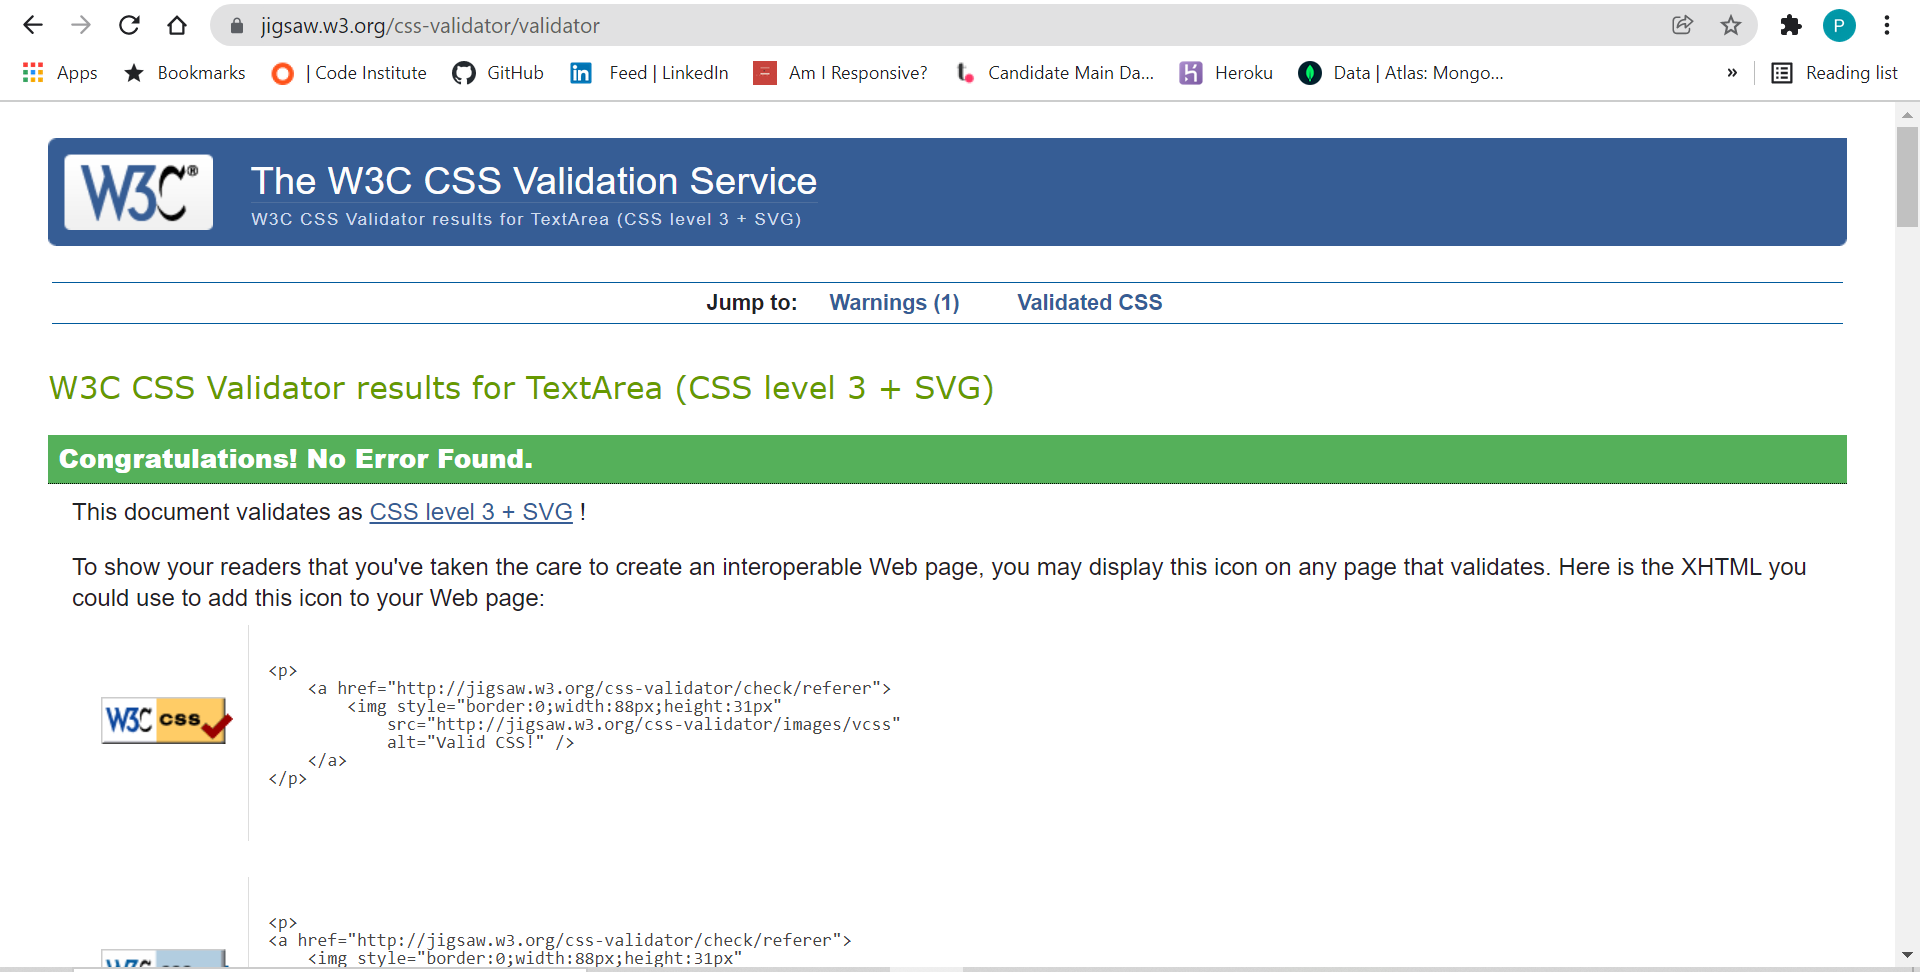 jigsaw.w3.org/css-validator/validator
P
Apps Bookmarks | Code Institute GitHub Feed | LinkedIn Am I Responsive? Candidate Main Da... Heroku Data | Atlas: Mongo... » Reading list
W3C®
The W3C CSS Validation Service
W3C CSS Validator results for TextArea (CSS level 3 + SVG)
Jump to: Warnings (1) Validated CSS
W3C CSS Validator results for TextArea (CSS level 3 + SVG)
Congratulations! No Error Found.
This document validates as CSS level 3 + SVG !
To show your readers that you've taken the care to create an interoperable Web page, you may display this icon on any page that validates. Here is the XHTML you
could use to add this icon to your Web page:
W3C css
<p>
<a href="http://jigsaw.w3.org/css-validator/check/referer">
<img style="border:0;width:88px;height:31px"
src="http://jigsaw.w3.org/css-validator/images/vcss"
alt="Valid CSS!" />
</a>
</p>
<p>
<a href="http://jigsaw.w3.org/css-validator/check/referer">
<img style="border:0;width:88px;height:31px"